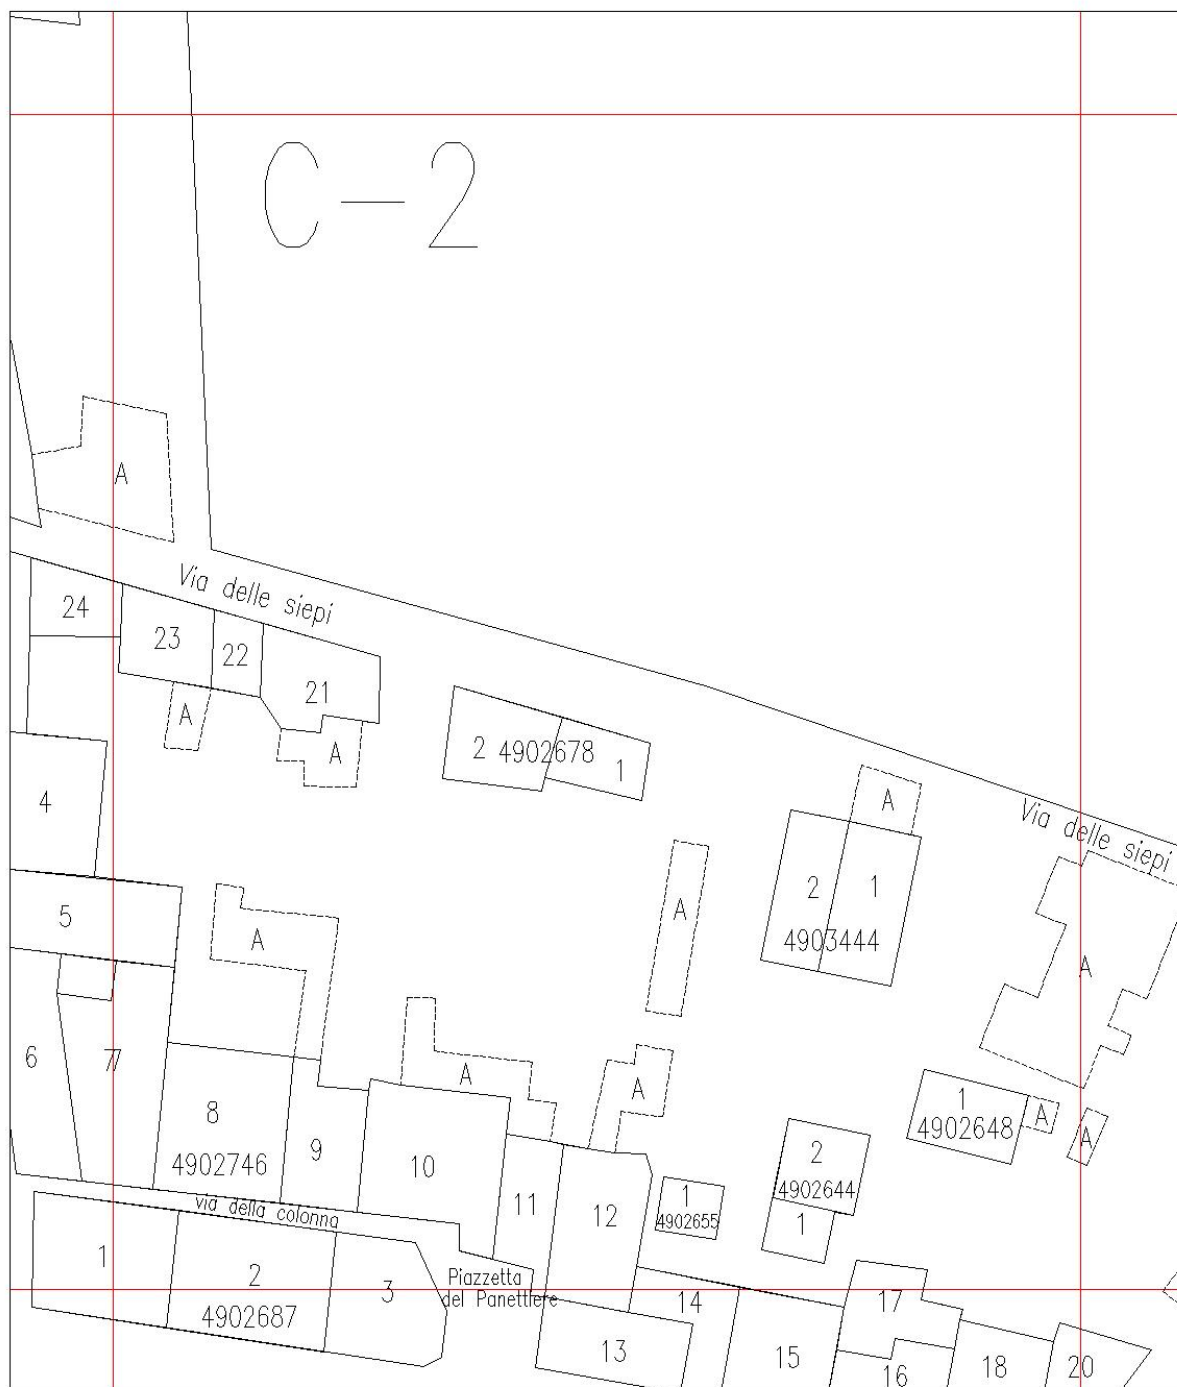 C-2
A
Via delle siepi
24
23
22
21
A
A
2 4902678 1
4
A
Via delle siepi
2 1
4903444
A
5
A
A
6
77
A
A
8
4902746
9
10
11
12
1
4902648
A
A
2
4902644
1
1
4902655
via della colonna
1
2
4902687
3
Piazzetta
del Panettiere
13
14
15
17
16
18
20